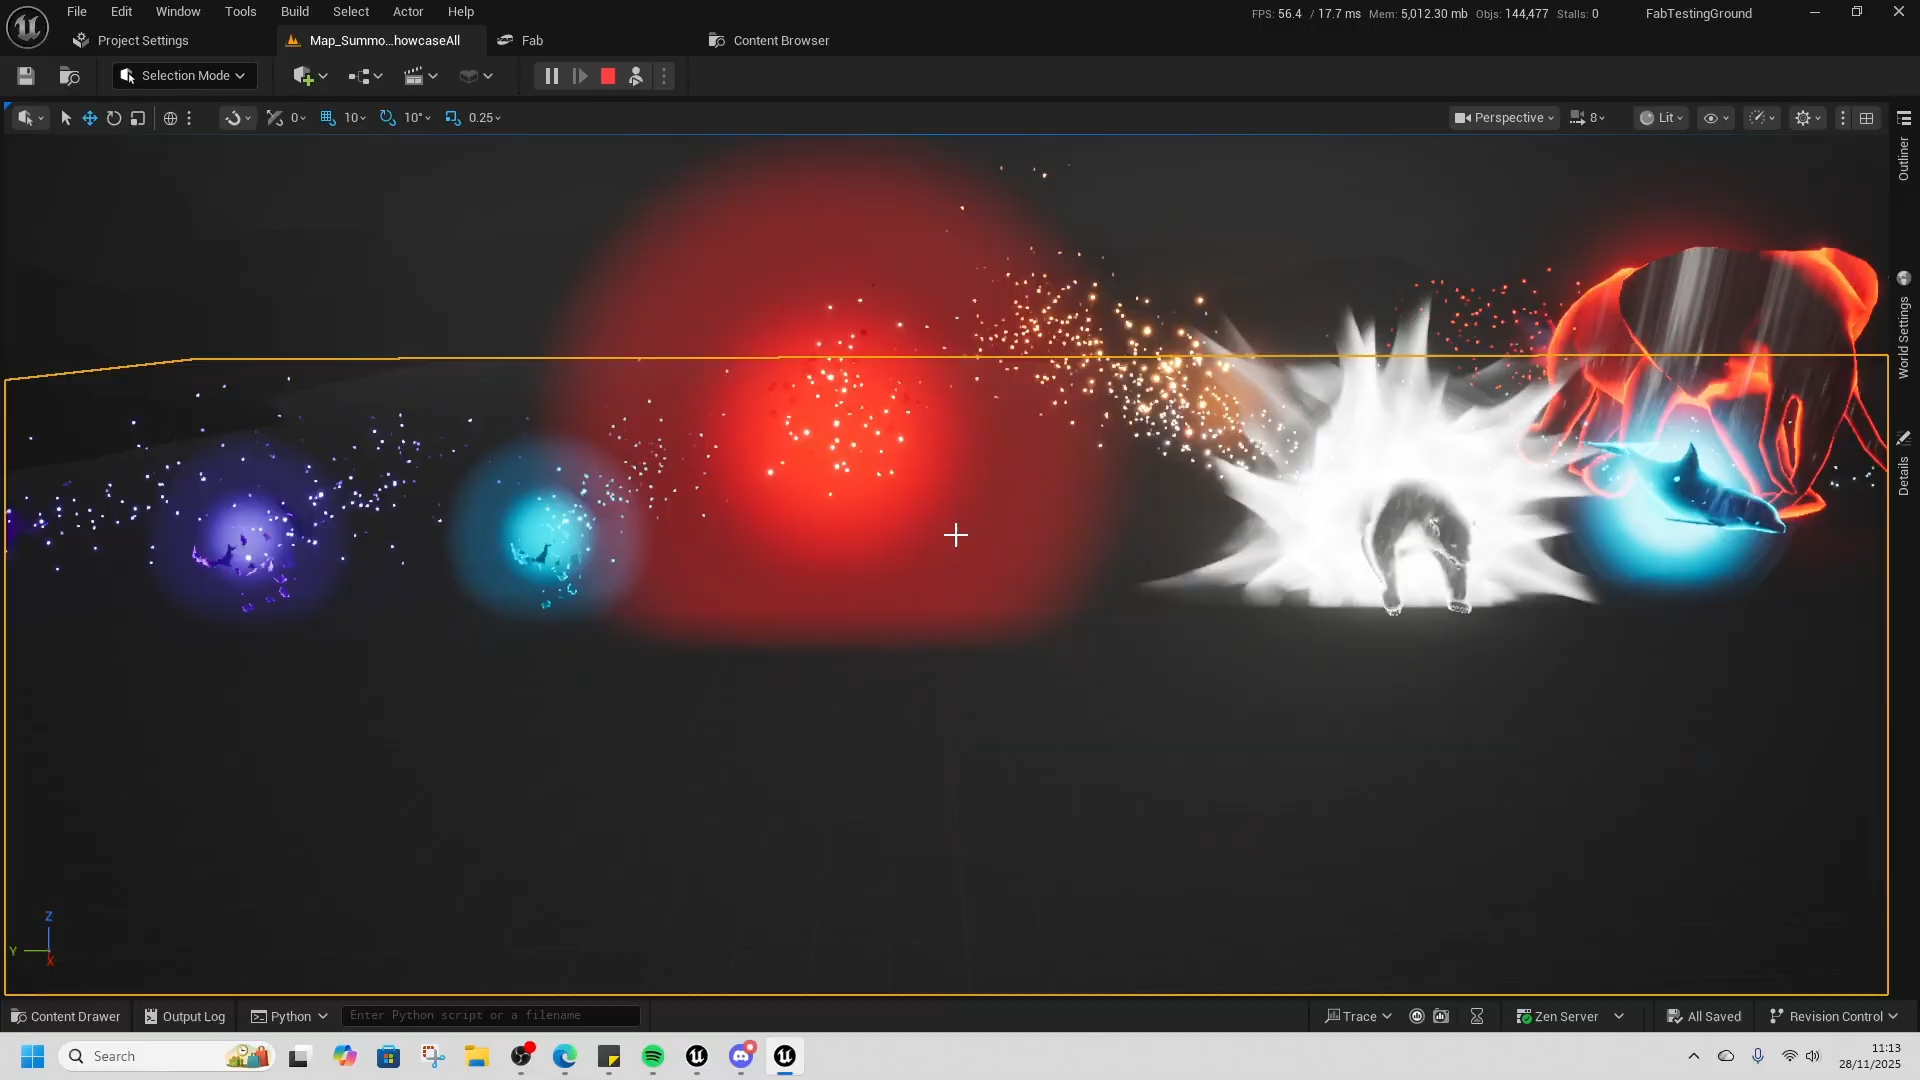 File Edit Window Tools Build Select Actor Help
FPS: 56.4 / 17.7 ms Mem: 5,012.30 mb Objs: 144,477 Stalls: 0
FabTestingGround
Project Settings
Map_Summo...howcaseAll
Fab
Content Browser
Selection Mode
0
10
10°
0.25
Perspective
8
Lit
Outliner
World Settings
Details
Z
Y
X
Content Drawer
Output Log
Python
Enter Python script or a filename
Trace
Zen Server
All Saved
Revision Control
Search
11:13
28/11/2025